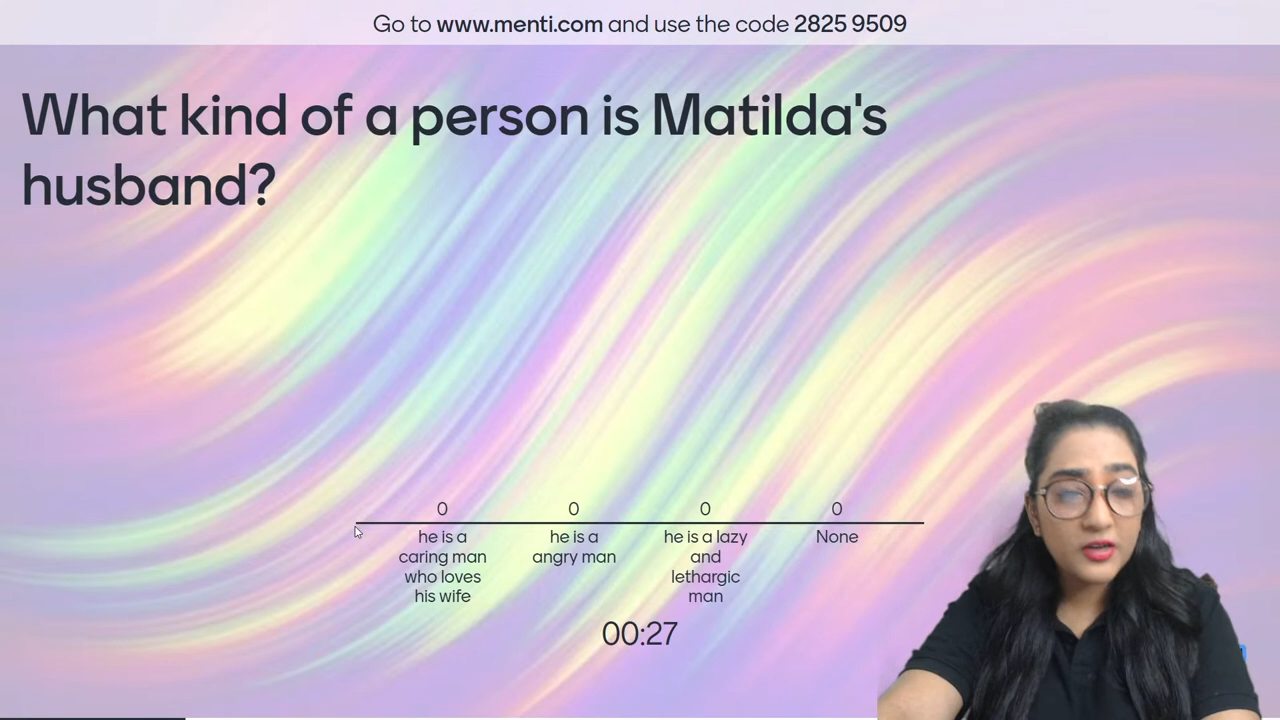 Go to www.menti.com and use the code 2825 9509
What kind of a person is Matilda's
husband?
0
he is a
caring man
who loves
his wife
0
he is a
angry man
0
he is a lazy
and
lethargic
man
0
None
00:27